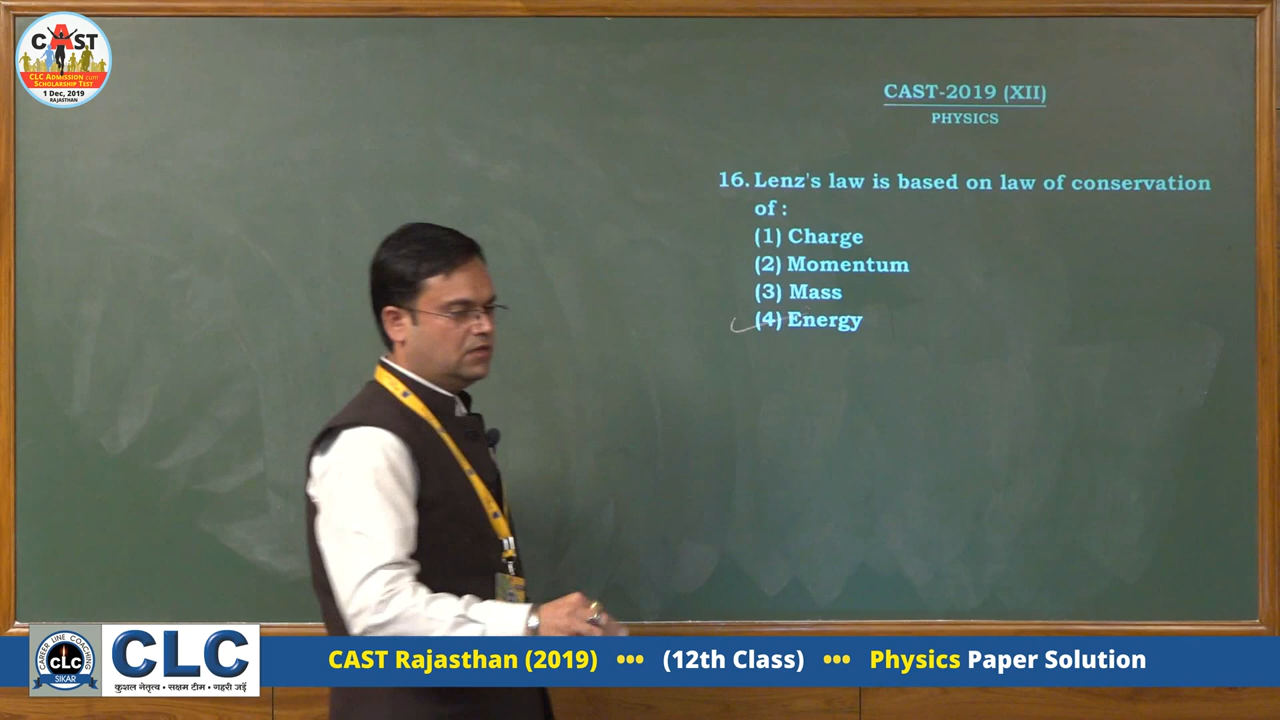 CAST
CLC ADMISSION cum
SCHOLARSHIP TEST
1 Dec, 2019
RAJASTHAN
CAST-2019 (XII)
PHYSICS
16. Lenz's law is based on law of conservation
of :
(1) Charge
(2) Momentum
(3) Mass
(4) Energy
CAREER LINE COACHING
CLC
SIKAR
CLC
कुशल नेतृत्व • सक्षम टीम • गहरी जड़ें
CAST Rajasthan (2019) ••• (12th Class) ••• Physics Paper Solution